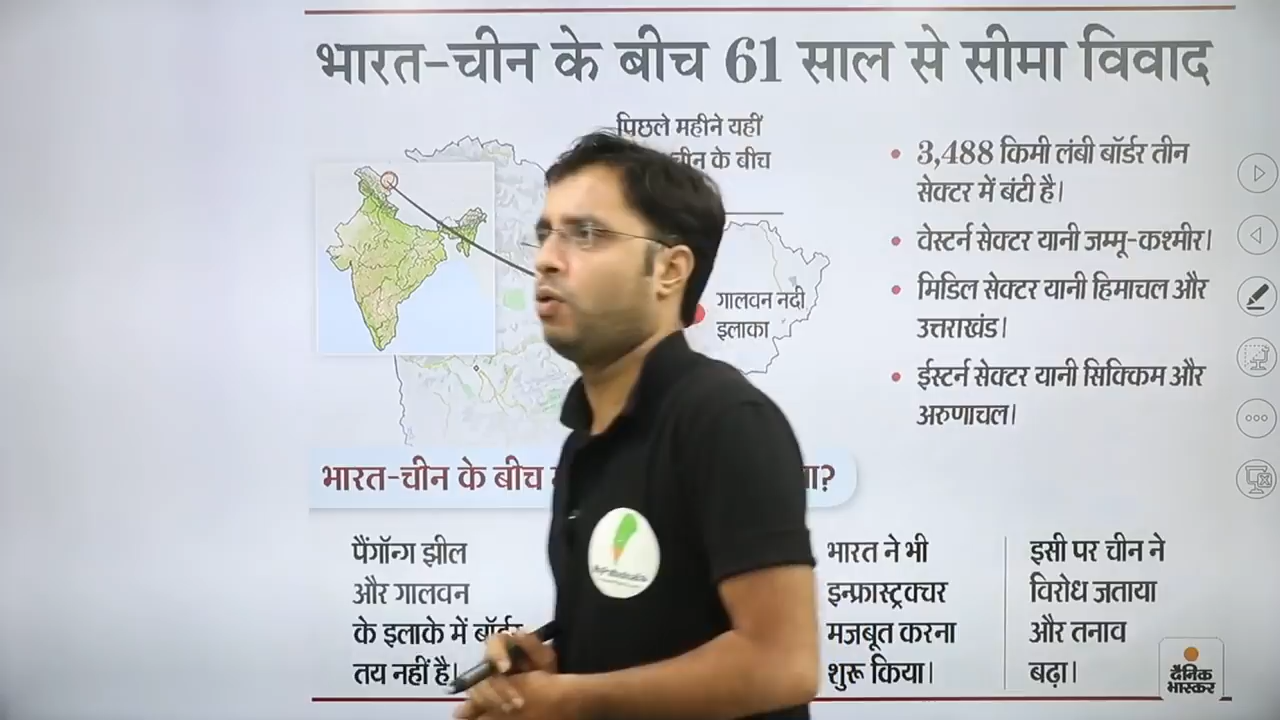 भारत-चीन के बीच 61 साल से सीमा विवाद
पिछले महीने यहीं
चीन के बीच
गालवन नदी
इलाका
• 3,488 किमी लंबी बॉर्डर तीन
सेक्टर में बंटी है।
• वेस्टर्न सेक्टर यानी जम्मू-कश्मीर।
• मिडिल सेक्टर यानी हिमाचल और
उत्तराखंड।
• ईस्टर्न सेक्टर यानी सिक्किम और
अरुणाचल।
भारत-चीन के बीच
पैंगॉन्ग झील
और गालवन
के इलाके में बॉर्डर
तय नहीं है।
भारत ने भी
इन्फ्रास्ट्रक्चर
मजबूत करना
शुरू किया।
इसी पर चीन ने
विरोध जताया
और तनाव
बढ़ा।
दैनिक
भास्कर